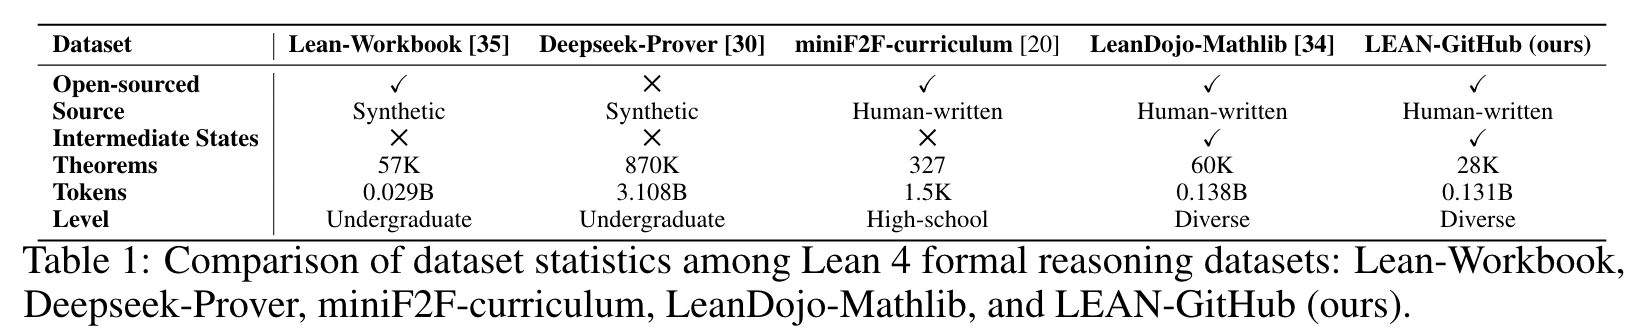 Dataset Lean-Workbook [35] Deepseek-Prover [30] miniF2F-curriculum [20] LeanDojo-Mathlib [34] LEAN-GitHub (ours)
Open-sourced ✓ ✕ ✓ ✓ ✓
Source Synthetic Synthetic Human-written Human-written Human-written
Intermediate States ✕ ✕ ✕ ✓ ✓
Theorems 57K 870K 327 60K 28K
Tokens 0.029B 3.108B 1.5K 0.138B 0.131B
Level Undergraduate Undergraduate High-school Diverse Diverse
Table 1: Comparison of dataset statistics among Lean 4 formal reasoning datasets: Lean-Workbook,
Deepseek-Prover, miniF2F-curriculum, LeanDojo-Mathlib, and LEAN-GitHub (ours).